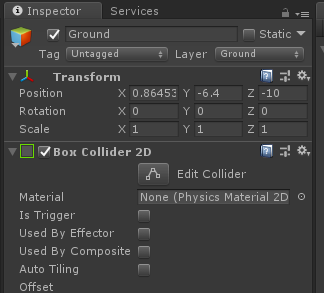 Inspector Services
Ground Static
Tag Untagged Layer Ground
Transform
Position X 0.86453 Y -6.4 Z -10
Rotation X 0 Y 0 Z 0
Scale X 1 Y 1 Z 1
Box Collider 2D
Edit Collider
Material None (Physics Material 2D
Is Trigger
Used By Effector
Used By Composite
Auto Tiling
Offset